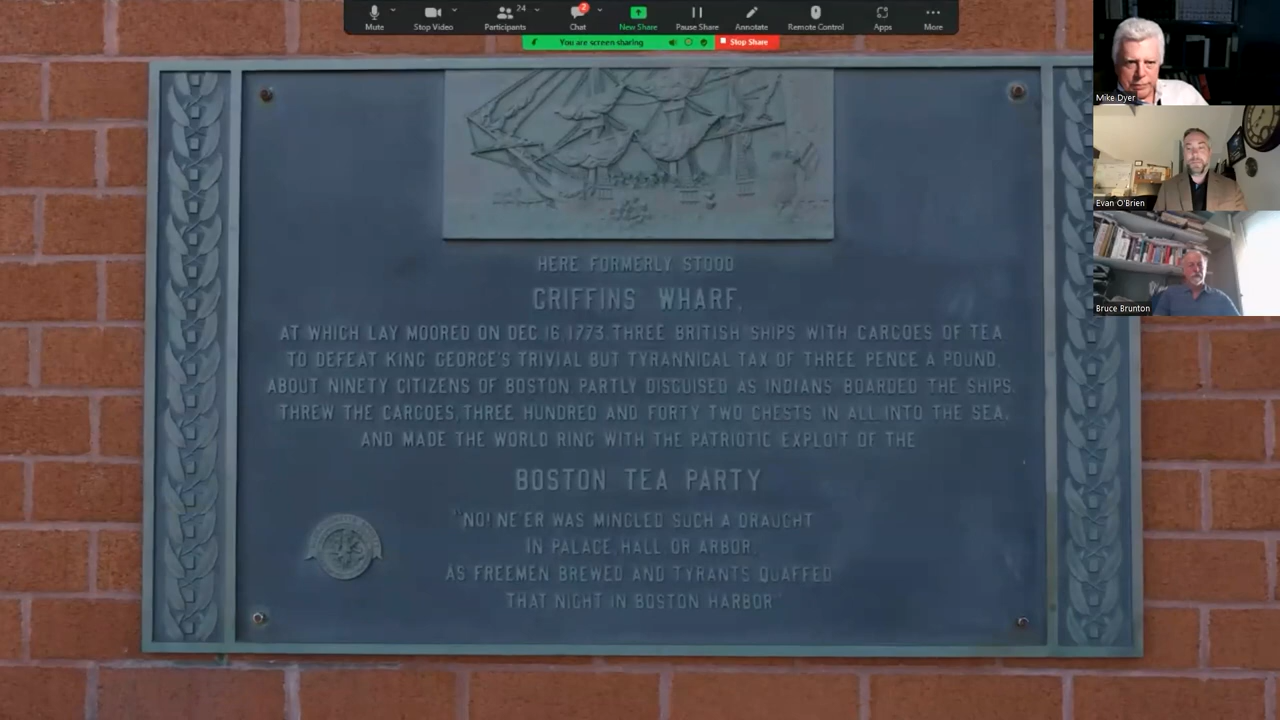 Mute
Stop Video
24
Participants
2
Chat
New Share
Pause Share
Annotate
Remote Control
Apps
More
You are screen sharing
Stop Share
Mike Dyer
Evan O'Brien
Bruce Brunton
HERE FORMERLY STOOD
GRIFFINS WHARF,
AT WHICH LAY MOORED ON DEC. 16 1773 THREE BRITISH SHIPS WITH CARGOES OF TEA
TO DEFEAT KING GEORGE'S TRIVIAL BUT TYRANNICAL TAX OF THREE PENCE A POUND,
ABOUT NINETY CITIZENS OF BOSTON PARTLY DISGUISED AS INDIANS BOARDED THE SHIPS,
THREW THE CARGOES, THREE HUNDRED AND FORTY TWO CHESTS IN ALL INTO THE SEA,
AND MADE THE WORLD RING WITH THE PATRIOTIC EXPLOIT OF THE
BOSTON TEA PARTY
"NO! NE'ER WAS MINGLED SUCH A DRAUGHT
IN PALACE, HALL OR ARBOR,
AS FREEMEN BREWED AND TYRANTS QUAFFED
THAT NIGHT IN BOSTON HARBOR"